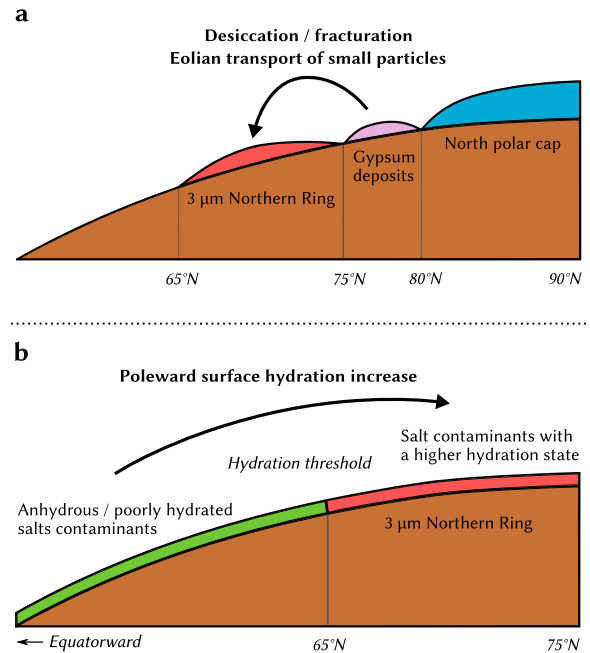 a
Desiccation / fracturation
Eolian transport of small particles
North polar cap
Gypsum
deposits
3 μm Northern Ring
65°N
75°N
80°N
90°N
b
Poleward surface hydration increase
Salt contaminants with
a higher hydration state
Hydration threshold
Anhydrous / poorly hydrated
salts contaminants
3 μm Northern Ring
Equatorward
65°N
75°N